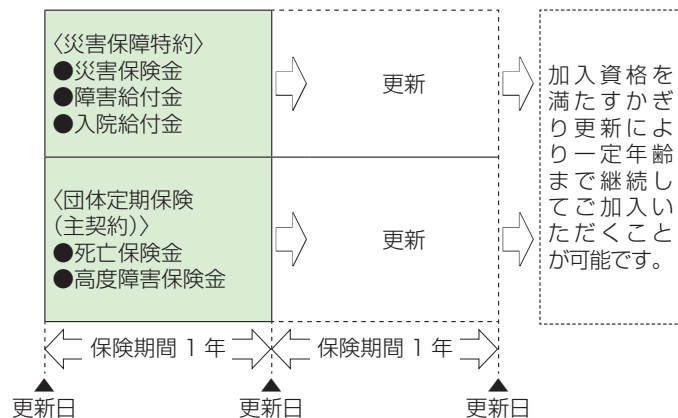 〈災害保障特約〉
●災害保険金
●障害給付金
●入院給付金
更新
〈団体定期保険
(主契約)〉
●死亡保険金
●高度障害保険金
更新
加入資格を
満たすかぎ
り更新によ
り一定年齢
まで継続し
てご加入い
ただくこと
が可能です。
保険期間 1 年
保険期間 1 年
更新日
更新日
更新日